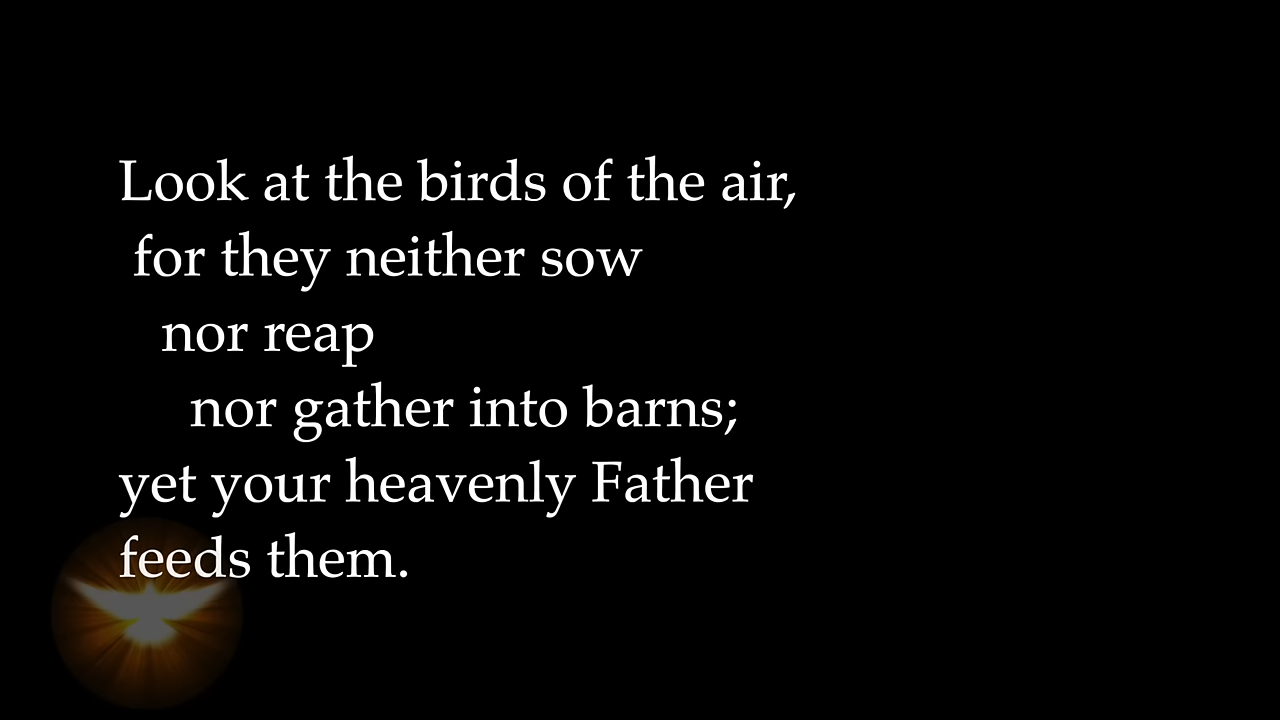 Look at the birds of the air,
for they neither sow
nor reap
nor gather into barns;
yet your heavenly Father
feeds them.